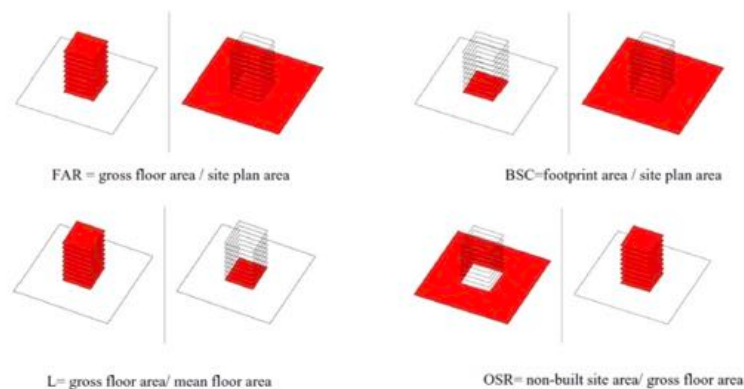 FAR = gross floor area / site plan area
BSC=footprint area / site plan area
L= gross floor area/ mean floor area
OSR= non-built site area/ gross floor area